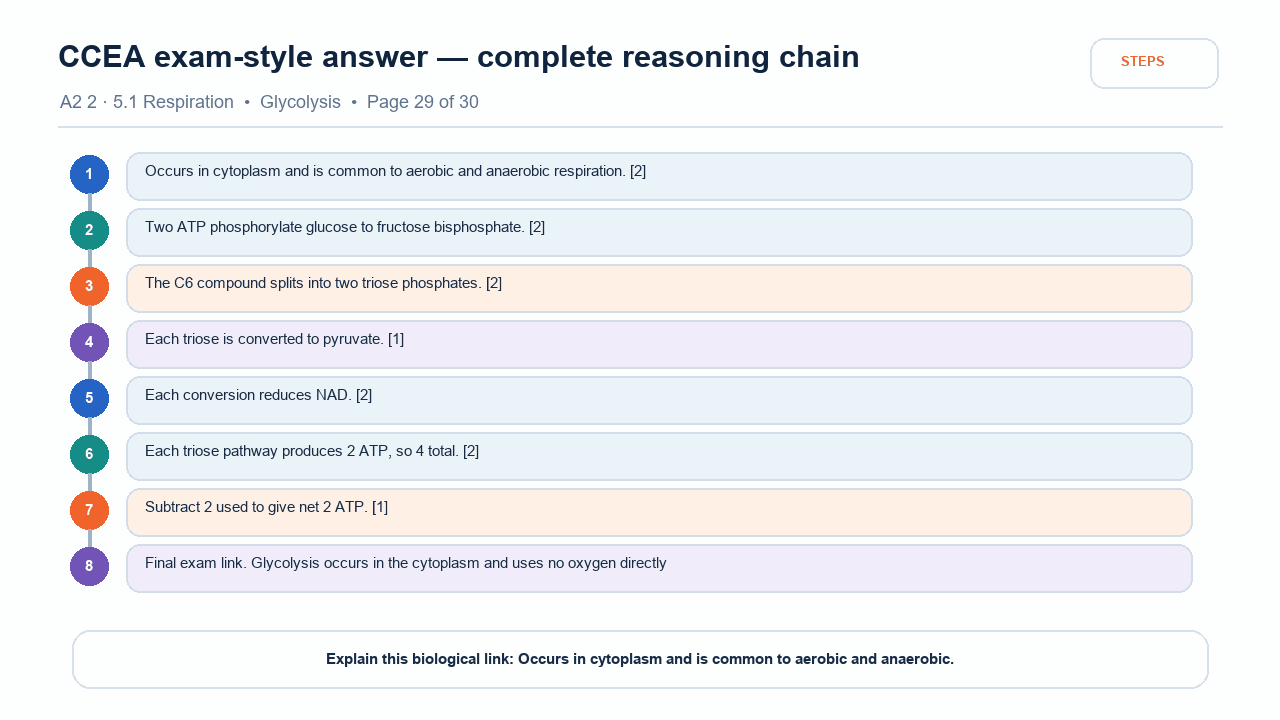 CCEA exam-style answer — complete reasoning chain
STEPS
A2 2 · 5.1 Respiration • Glycolysis • Page 29 of 30
1 Occurs in cytoplasm and is common to aerobic and anaerobic respiration. [2]
2 Two ATP phosphorylate glucose to fructose bisphosphate. [2]
3 The C6 compound splits into two triose phosphates. [2]
4 Each triose is converted to pyruvate. [1]
5 Each conversion reduces NAD. [2]
6 Each triose pathway produces 2 ATP, so 4 total. [2]
7 Subtract 2 used to give net 2 ATP. [1]
8 Final exam link. Glycolysis occurs in the cytoplasm and uses no oxygen directly
Explain this biological link: Occurs in cytoplasm and is common to aerobic and anaerobic.